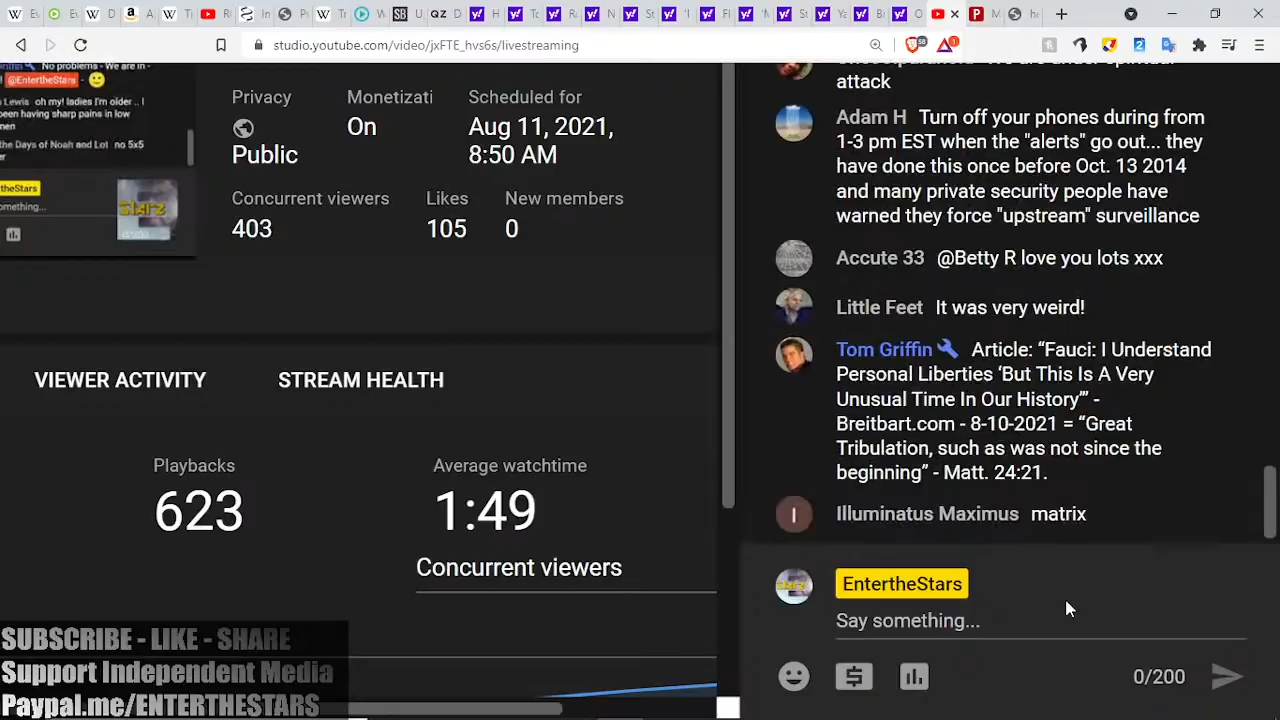 studio.youtube.com/video/jxFTE_hvs6s/livestreaming
No problems - We are in -
@EntertheStars -
Lewis oh my! ladies I'm older .. I
been having sharp pains in low
the Days of Noah and Lot no 5x5
theStars
omething...
Privacy
Public
Monetizati
On
Scheduled for
Aug 11, 2021,
8:50 AM
Concurrent viewers
403
Likes
105
New members
0
VIEWER ACTIVITY
STREAM HEALTH
Playbacks
623
Average watchtime
1:49
Concurrent viewers
SUBSCRIBE - LIKE - SHARE
Support Independent Media
Paypal.me/ENTERTHESTARS
attack
Adam H Turn off your phones during from
1-3 pm EST when the "alerts" go out... they
have done this once before Oct. 13 2014
and many private security people have
warned they force "upstream" surveillance
Accute 33 @Betty R love you lots xxx
Little Feet It was very weird!
Tom Griffin Article: “Fauci: I Understand
Personal Liberties ‘But This Is A Very
Unusual Time In Our History’” -
Breitbart.com - 8-10-2021 = “Great
Tribulation, such as was not since the
beginning” - Matt. 24:21.
Illuminatus Maximus matrix
EntertheStars
Say something...
0/200